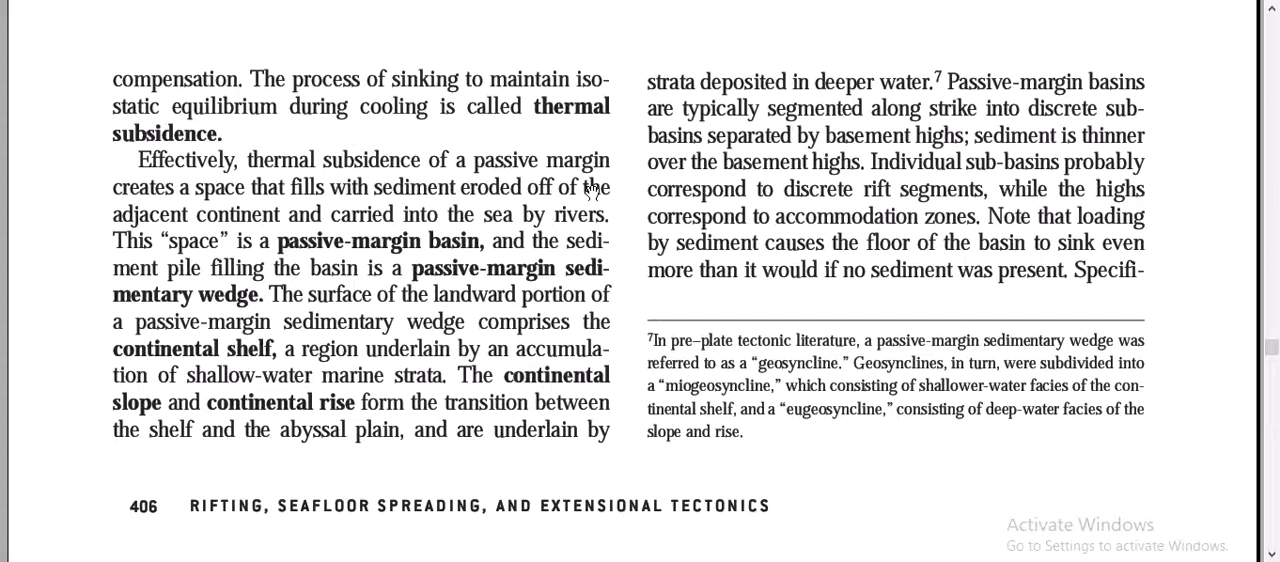 compensation. The process of sinking to maintain iso-
static equilibrium during cooling is called thermal
subsidence.
Effectively, thermal subsidence of a passive margin
creates a space that fills with sediment eroded off of the
adjacent continent and carried into the sea by rivers.
This “space” is a passive-margin basin, and the sedi-
ment pile filling the basin is a passive-margin sedi-
mentary wedge. The surface of the landward portion of
a passive-margin sedimentary wedge comprises the
continental shelf, a region underlain by an accumula-
tion of shallow-water marine strata. The continental
slope and continental rise form the transition between
the shelf and the abyssal plain, and are underlain by
strata deposited in deeper water.7 Passive-margin basins
are typically segmented along strike into discrete sub-
basins separated by basement highs; sediment is thinner
over the basement highs. Individual sub-basins probably
correspond to discrete rift segments, while the highs
correspond to accommodation zones. Note that loading
by sediment causes the floor of the basin to sink even
more than it would if no sediment was present. Specifi-
7In pre–plate tectonic literature, a passive-margin sedimentary wedge was
referred to as a “geosyncline.” Geosynclines, in turn, were subdivided into
a “miogeosyncline,” which consisting of shallower-water facies of the con-
tinental shelf, and a “eugeosyncline,” consisting of deep-water facies of the
slope and rise.
406 RIFTING, SEAFLOOR SPREADING, AND EXTENSIONAL TECTONICS
Activate Windows
Go to Settings to activate Windows.